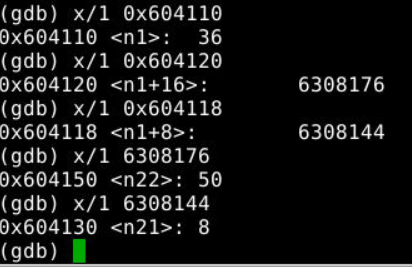 (gdb) x/1 0x604110
0x604110 <n1>:  36
(gdb) x/1 0x604120
0x604120 <n1+16>:        6308176
(gdb) x/1 0x604118
0x604118 <n1+8>:         6308144
(gdb) x/1 6308176
0x604150 <n22>: 50
(gdb) x/1 6308144
0x604130 <n21>: 8
(gdb)